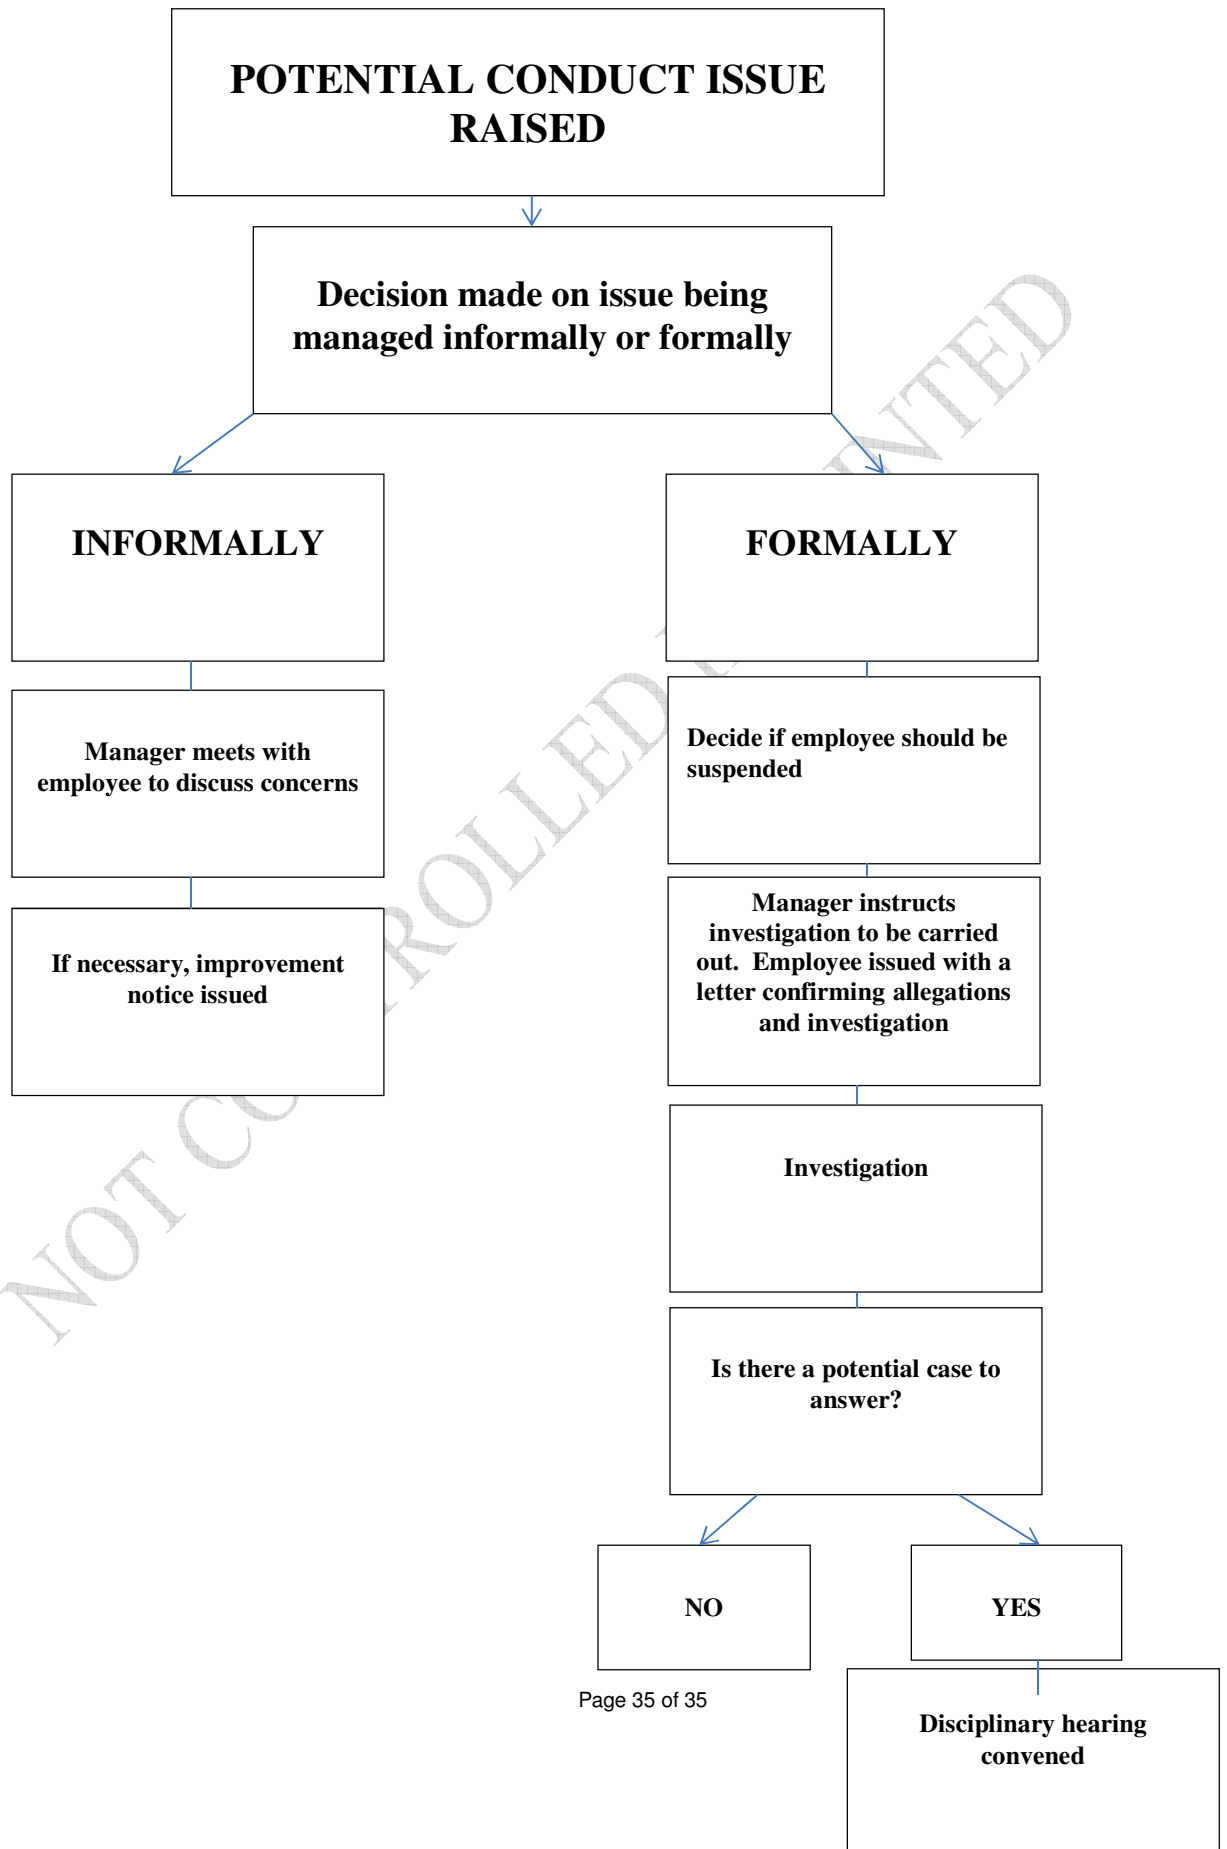 POTENTIAL CONDUCT ISSUE
RAISED
Decision made on issue being
managed informally or formally
INFORMALLY
Manager meets with
employee to discuss concerns
If necessary, improvement
notice issued
FORMALLY
Decide if employee should be
suspended
Manager instructs
investigation to be carried
out.  Employee issued with a
letter confirming allegations
and investigation
Investigation
Is there a potential case to
answer?
NO
YES
Page 35 of 35
Disciplinary hearing
convened